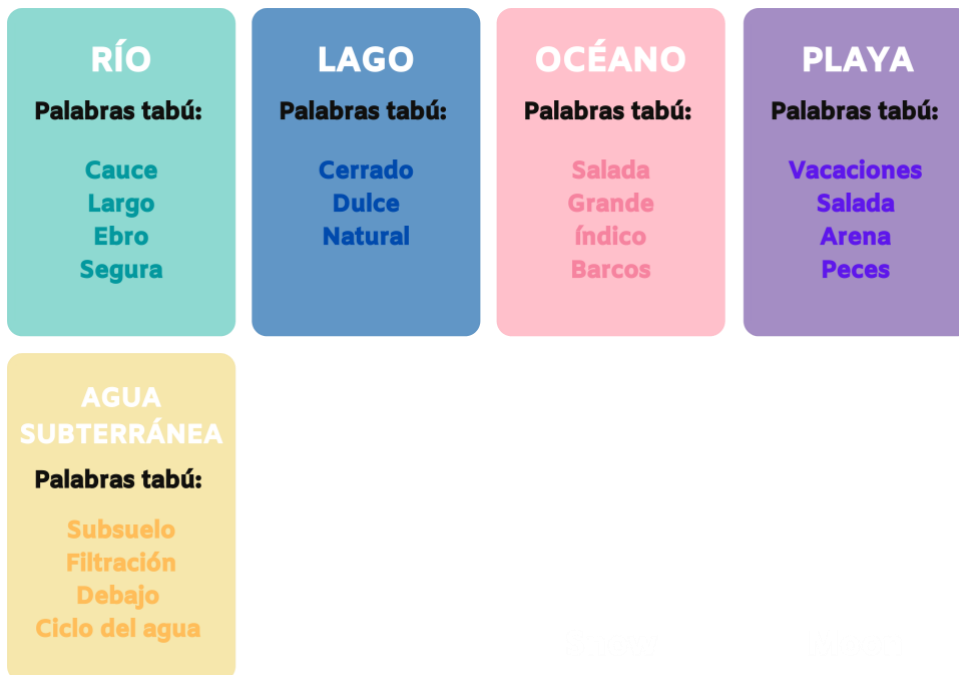 RÍO
Palabras tabú:
Cauce
Largo
Ebro
Segura
LAGO
Palabras tabú:
Cerrado
Dulce
Natural
OCÉANO
Palabras tabú:
Salada
Grande
Índico
Barcos
PLAYA
Palabras tabú:
Vacaciones
Salada
Arena
Peces
AGUA
SUBTERRÁNEA
Palabras tabú:
Subsuelo
Filtración
Debajo
Ciclo del agua